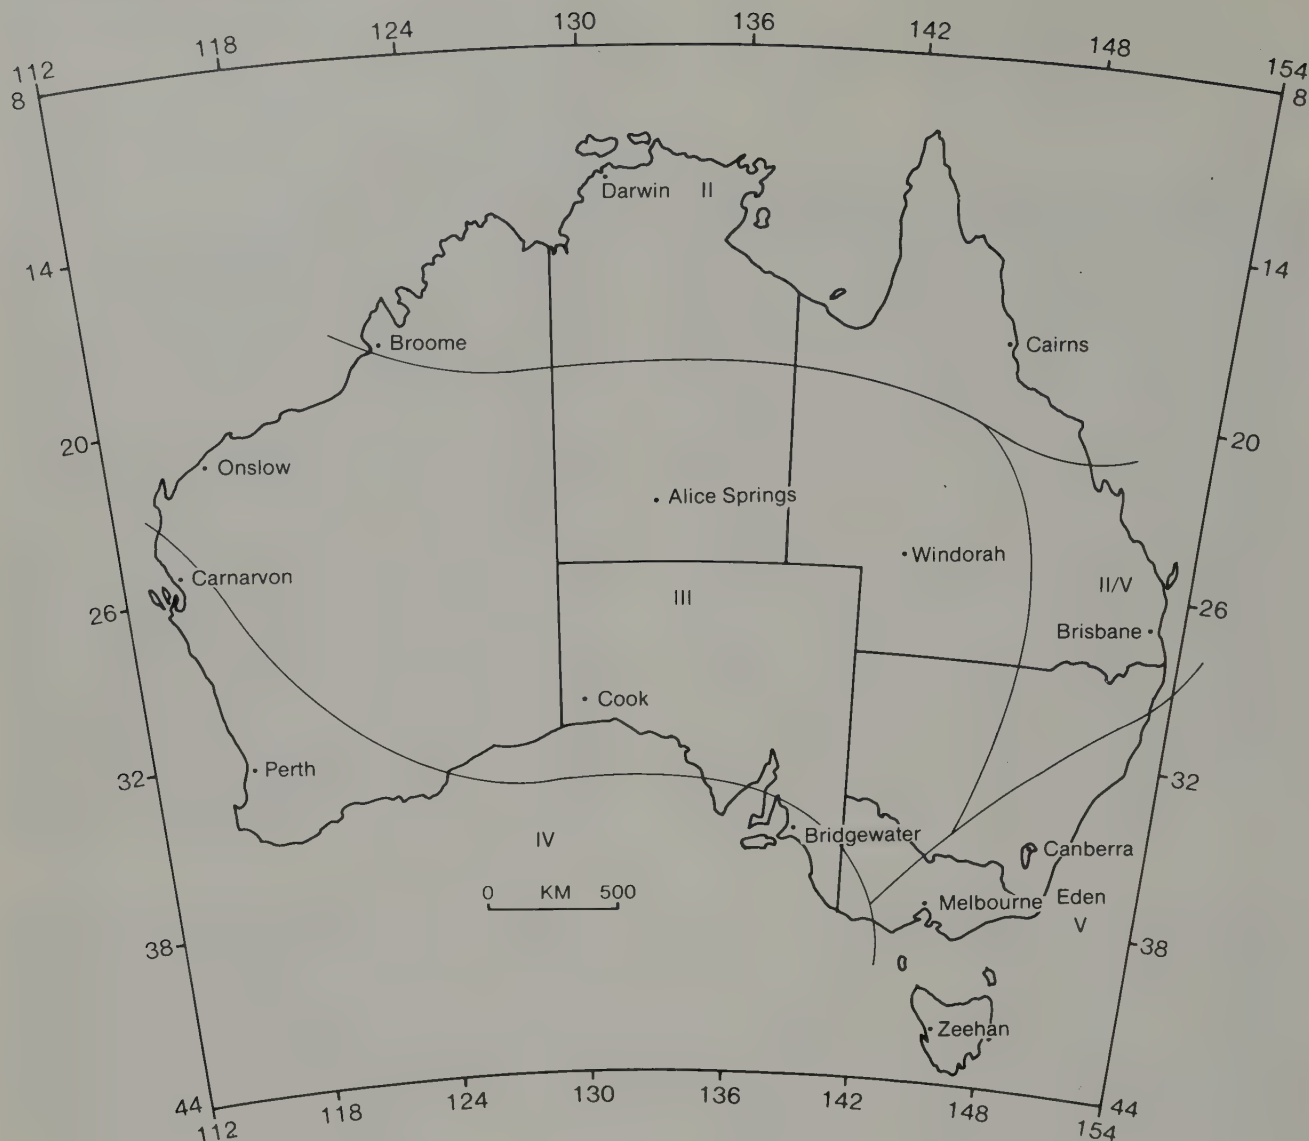 112
118
124
130
136
142
148
154
8
8
Darwin II
14
14
Broome
Cairns
20
20
Onslow
Alice Springs
Windorah
Carnarvon
II/V
III
26
26
Brisbane
Cook
Perth
32
32
Bridgewater
IV
Canberra
0 KM 500
Melbourne
Eden
V
38
38
Zeehan
44
44
112
118
124
130
136
142
148
154